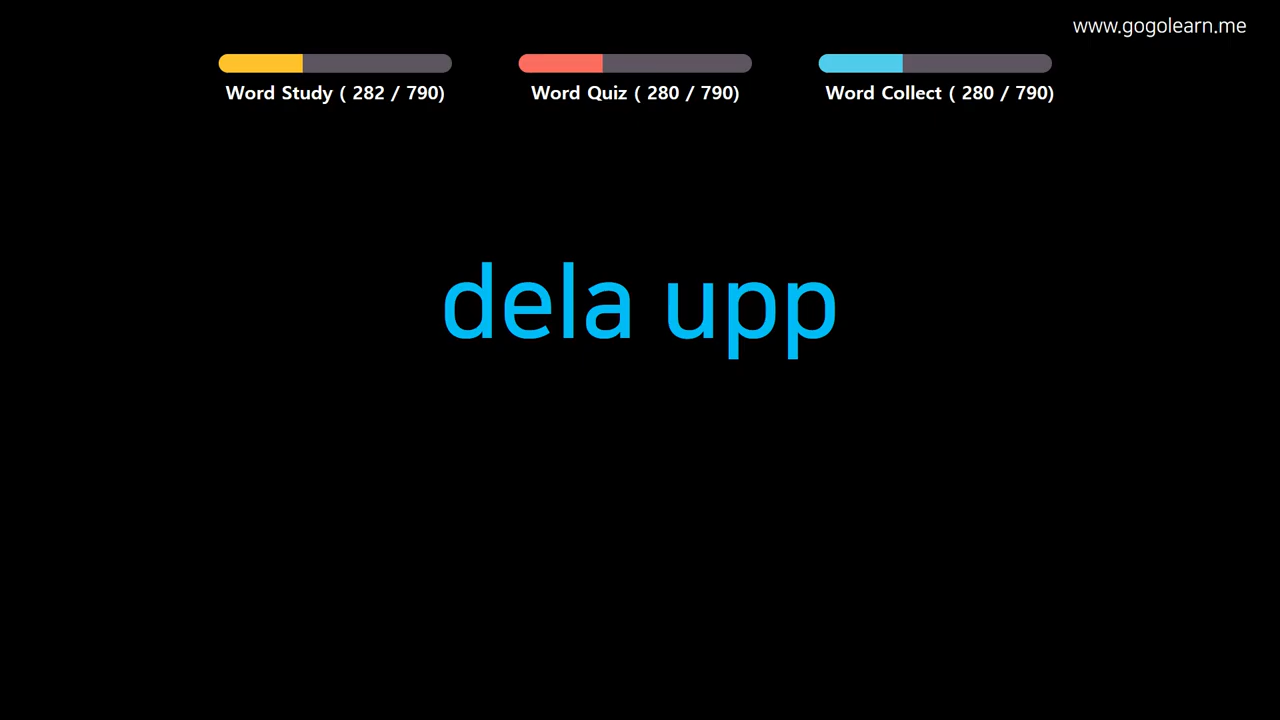 www.gogolearn.me
Word Study ( 282 / 790)
Word Quiz ( 280 / 790)
Word Collect ( 280 / 790)
dela upp